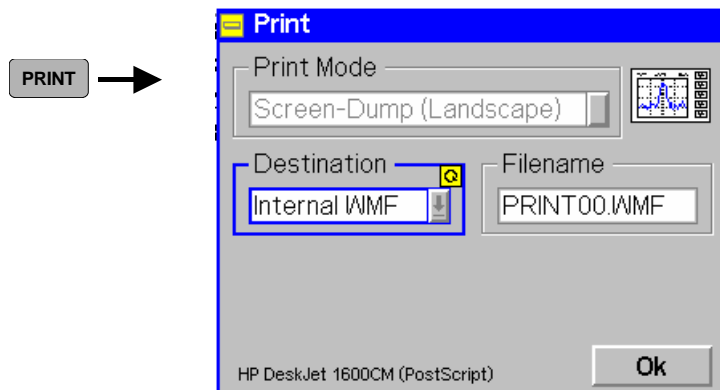 PRINT
Print
Print Mode
Screen-Dump (Landscape)
Destination
Filename
Internal WMF
PRINT00.WMF
HP DeskJet 1600CM (PostScript)
Ok